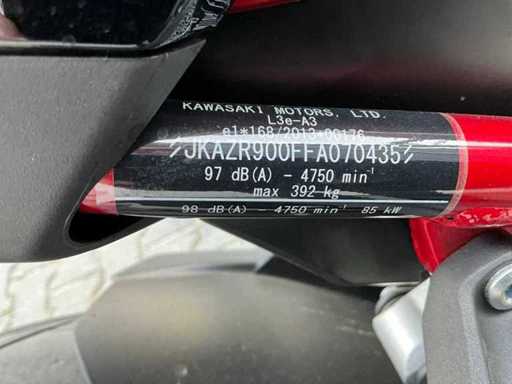 KAWASAKI MOTORS, LTD.
L3e-A3
e1*168/2013*00176
JKAZR900FFA070435
97 dB(A) - 4750 min⁻¹
max 392 kg
98 dB(A) - 4750 min⁻¹ 85 kW